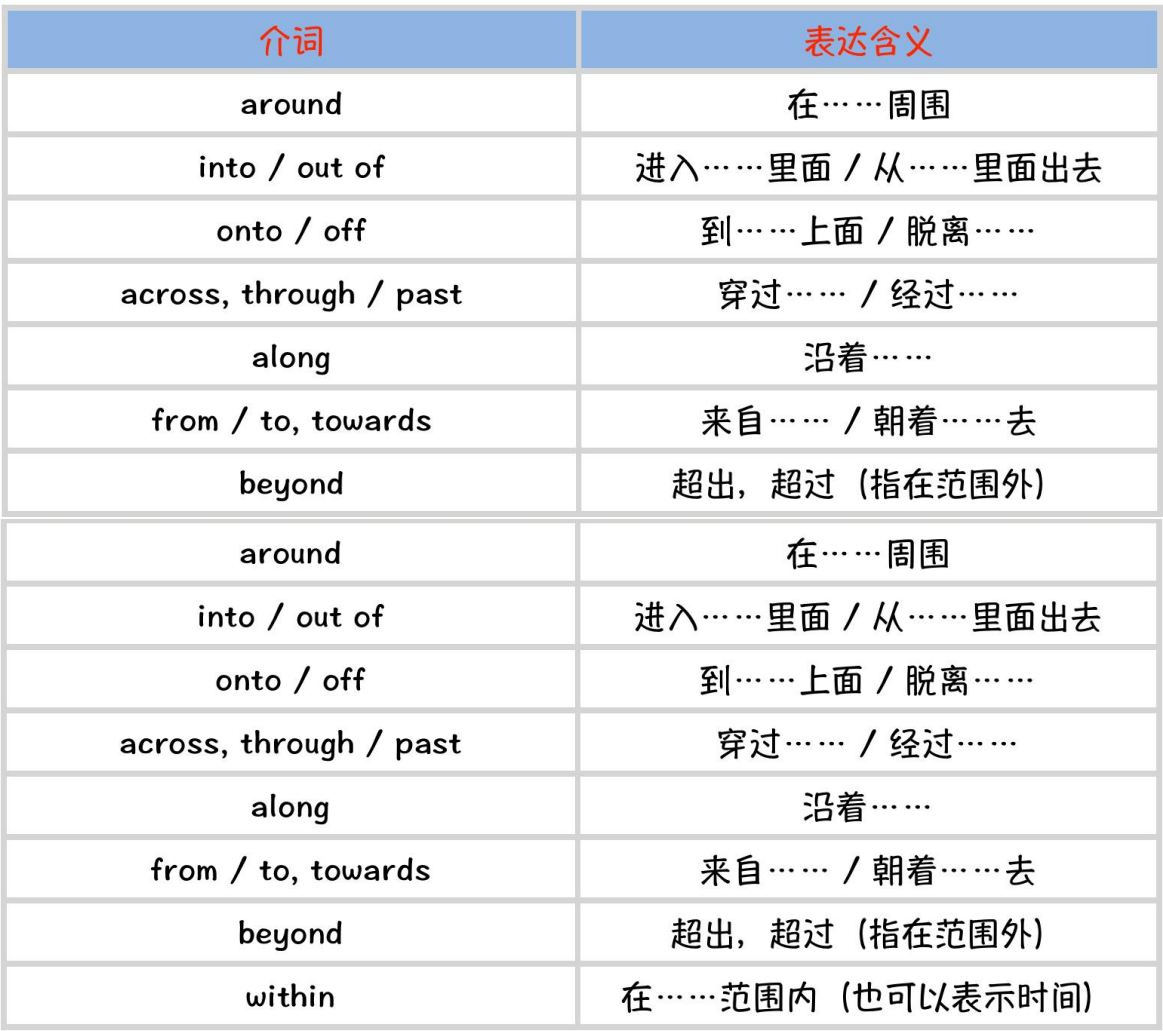 介词 表达含义
around 在……周围
into / out of 进入……里面 / 从……里面出去
onto / off 到……上面 / 脱离……
across, through / past 穿过…… / 经过……
along 沿着……
from / to, towards 来自…… / 朝着……去
beyond 超出，超过（指在范围外）
around 在……周围
into / out of 进入……里面 / 从……里面出去
onto / off 到……上面 / 脱离……
across, through / past 穿过…… / 经过……
along 沿着……
from / to, towards 来自…… / 朝着……去
beyond 超出，超过（指在范围外）
within 在……范围内（也可以表示时间）